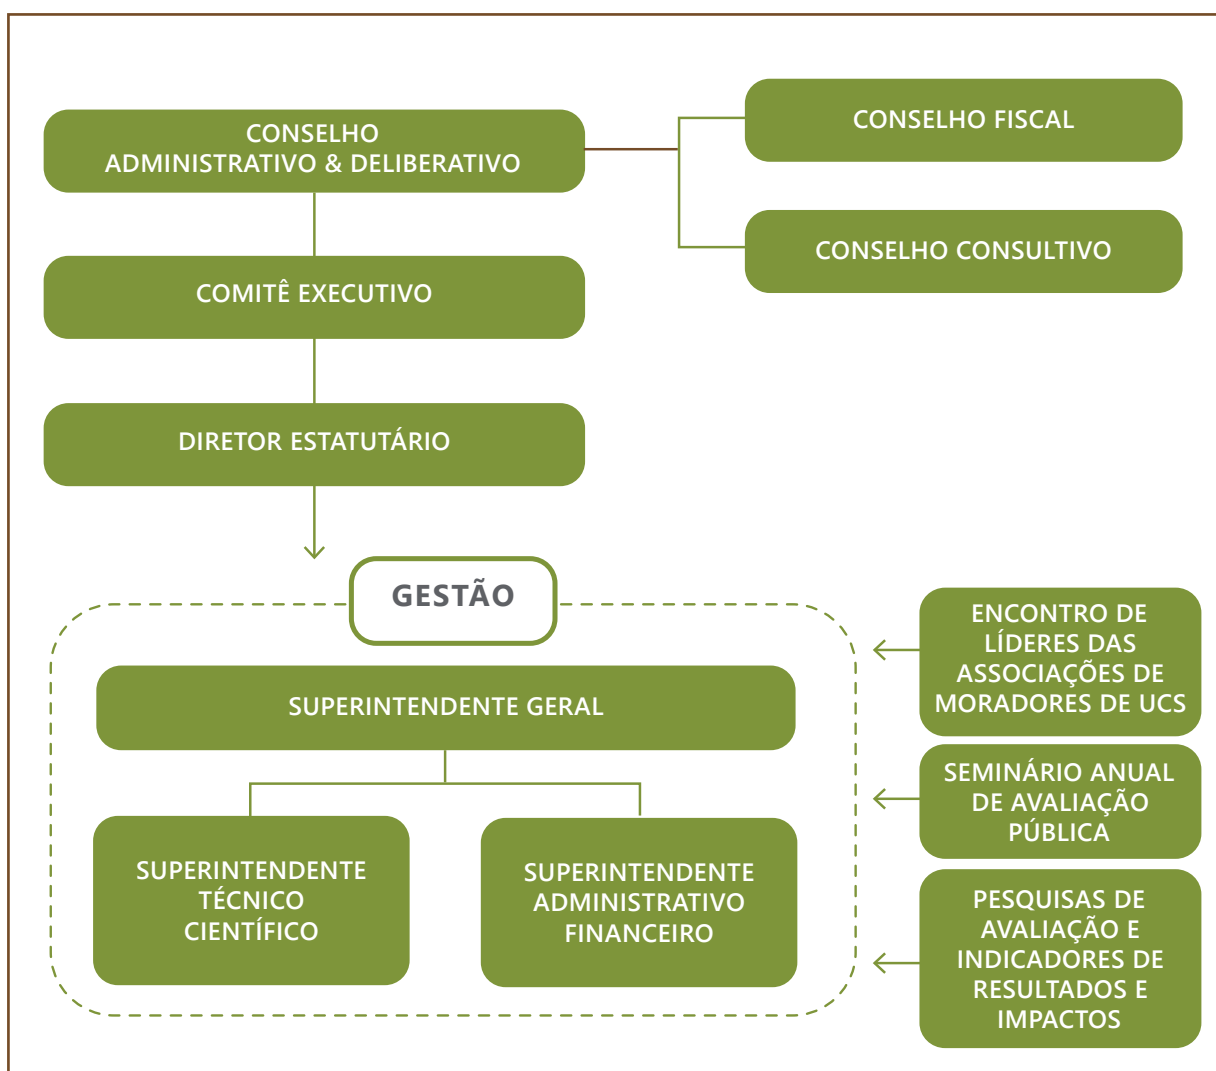 CONSELHO
ADMINISTRATIVO & DELIBERATIVO
CONSELHO FISCAL
CONSELHO CONSULTIVO
COMITÊ EXECUTIVO
DIRETOR ESTATUTÁRIO
GESTÃO
SUPERINTENDENTE GERAL
SUPERINTENDENTE
TÉCNICO
CIENTÍFICO
SUPERINTENDENTE
ADMINISTRATIVO
FINANCEIRO
ENCONTRO DE
LÍDERES DAS
ASSOCIAÇÕES DE
MORADORES DE UCS
SEMINÁRIO ANUAL
DE AVALIAÇÃO
PÚBLICA
PESQUISAS DE
AVALIAÇÃO E
INDICADORES DE
RESULTADOS E
IMPACTOS